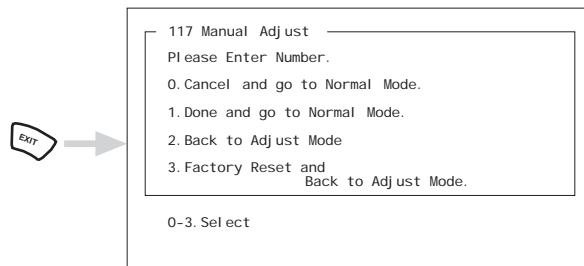 117 Manual Adjust
Please Enter Number.
0. Cancel and go to Normal Mode.
1. Done and go to Normal Mode.
2. Back to Adjust Mode
3. Factory Reset and
Back to Adjust Mode.
EXIT
0-3. Select